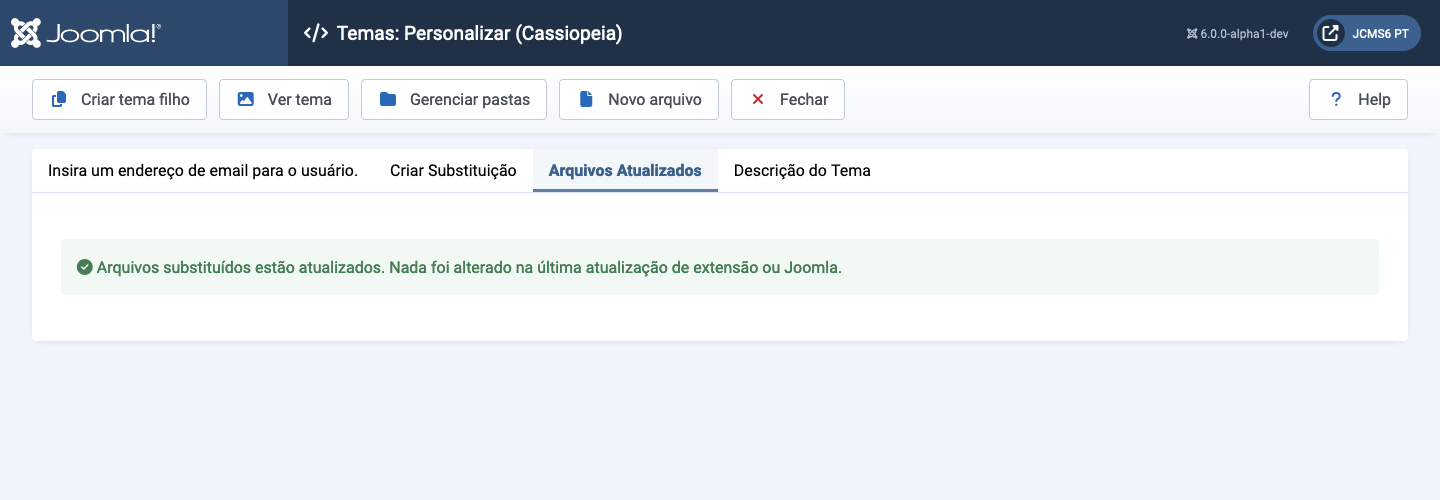 Joomla!®
Temas: Personalizar (Cassiopeia)
6.0.0-alpha1-dev
JCMS6 PT
Criar tema filho
Ver tema
Gerenciar pastas
Novo arquivo
Fechar
Help
Insira um endereço de email para o usuário.
Criar Substituição
Arquivos Atualizados
Descrição do Tema
Arquivos substituídos estão atualizados. Nada foi alterado na última atualização de extensão ou Joomla.